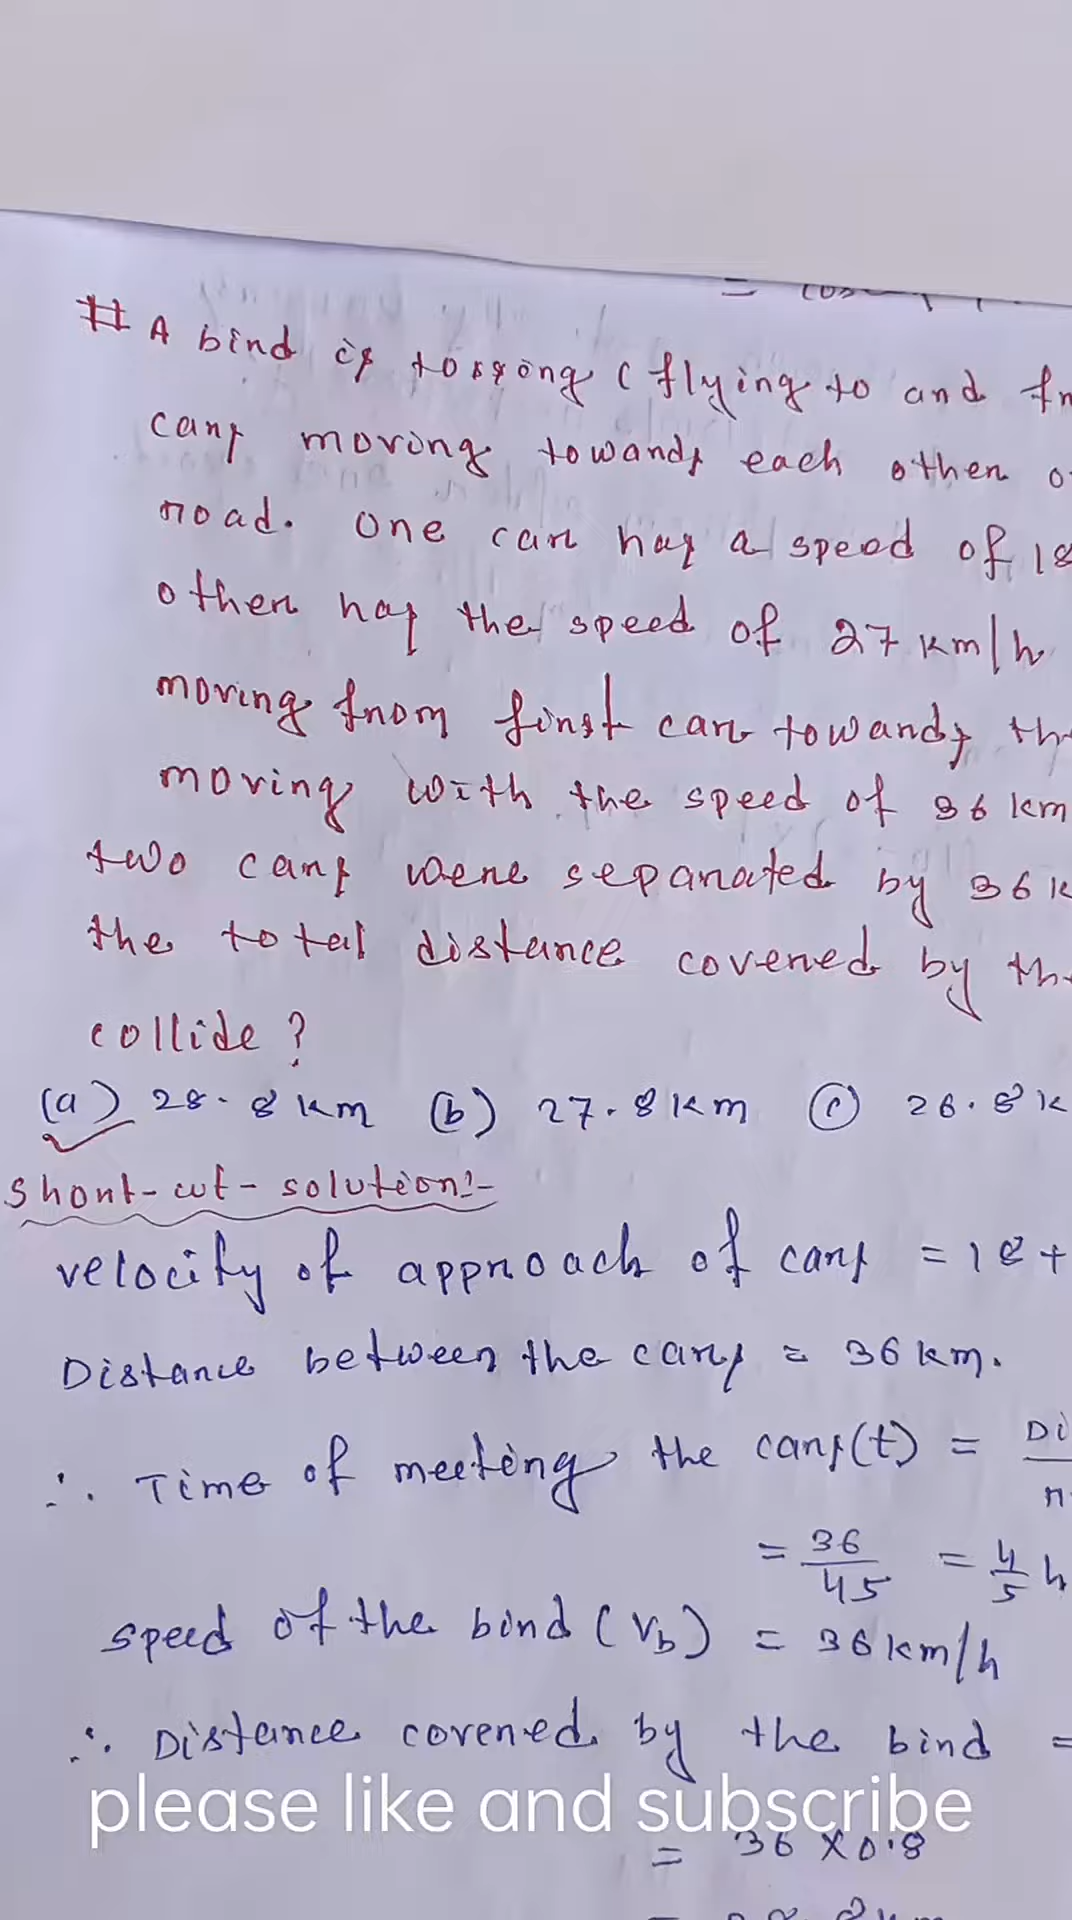 # A bird is tossing (flying to and
cars moving towards each other
road. One car has a speed of 18
other has the speed of 27 km/h
moving from first car towards
moving with the speed of 36 km
two cars were separated by 36
the total distance covered by
collide?
(a) 28.8 km (b) 27.8 km (c) 26.8
Short-cut-solution:-
velocity of approach of cars = 18 +
Distance between the cars = 36 km.
∴ Time of meeting the cars(t) =
= 36/45 = 4/5 h
speed of the bird (Vb) = 36 km/h
∴ Distance covered by the bird =
please like and subscribe
= 36 X 0.8